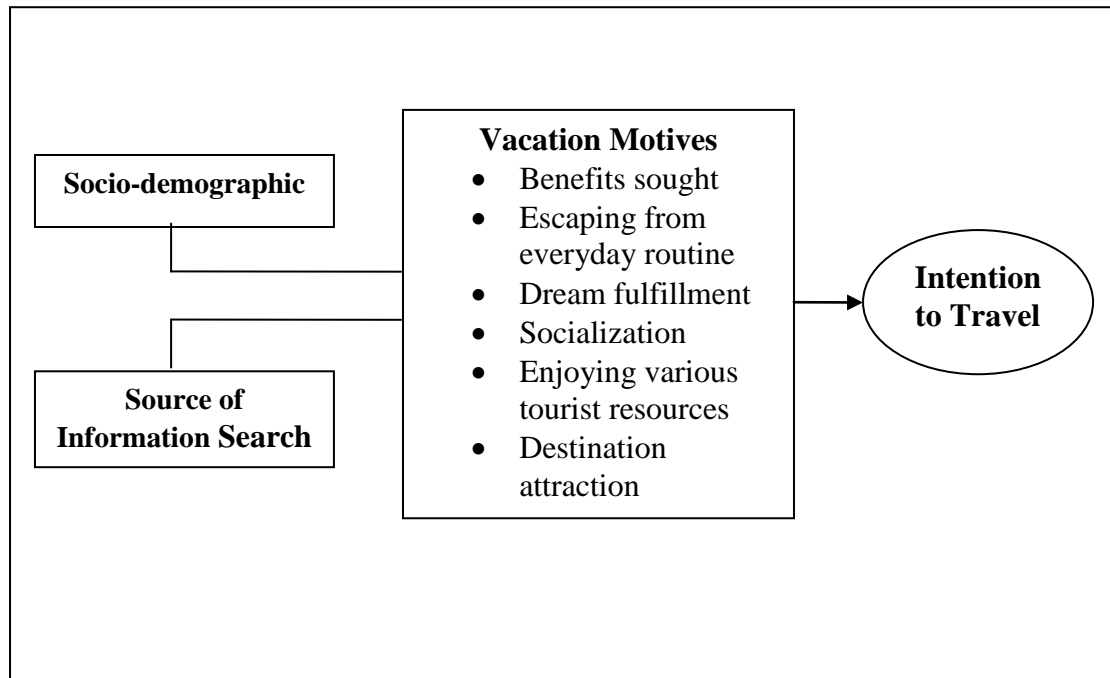 Socio-demographic
Source of
Information Search
Vacation Motives
• Benefits sought
• Escaping from
everyday routine
• Dream fulfillment
• Socialization
• Enjoying various
tourist resources
• Destination
attraction
Intention
to Travel